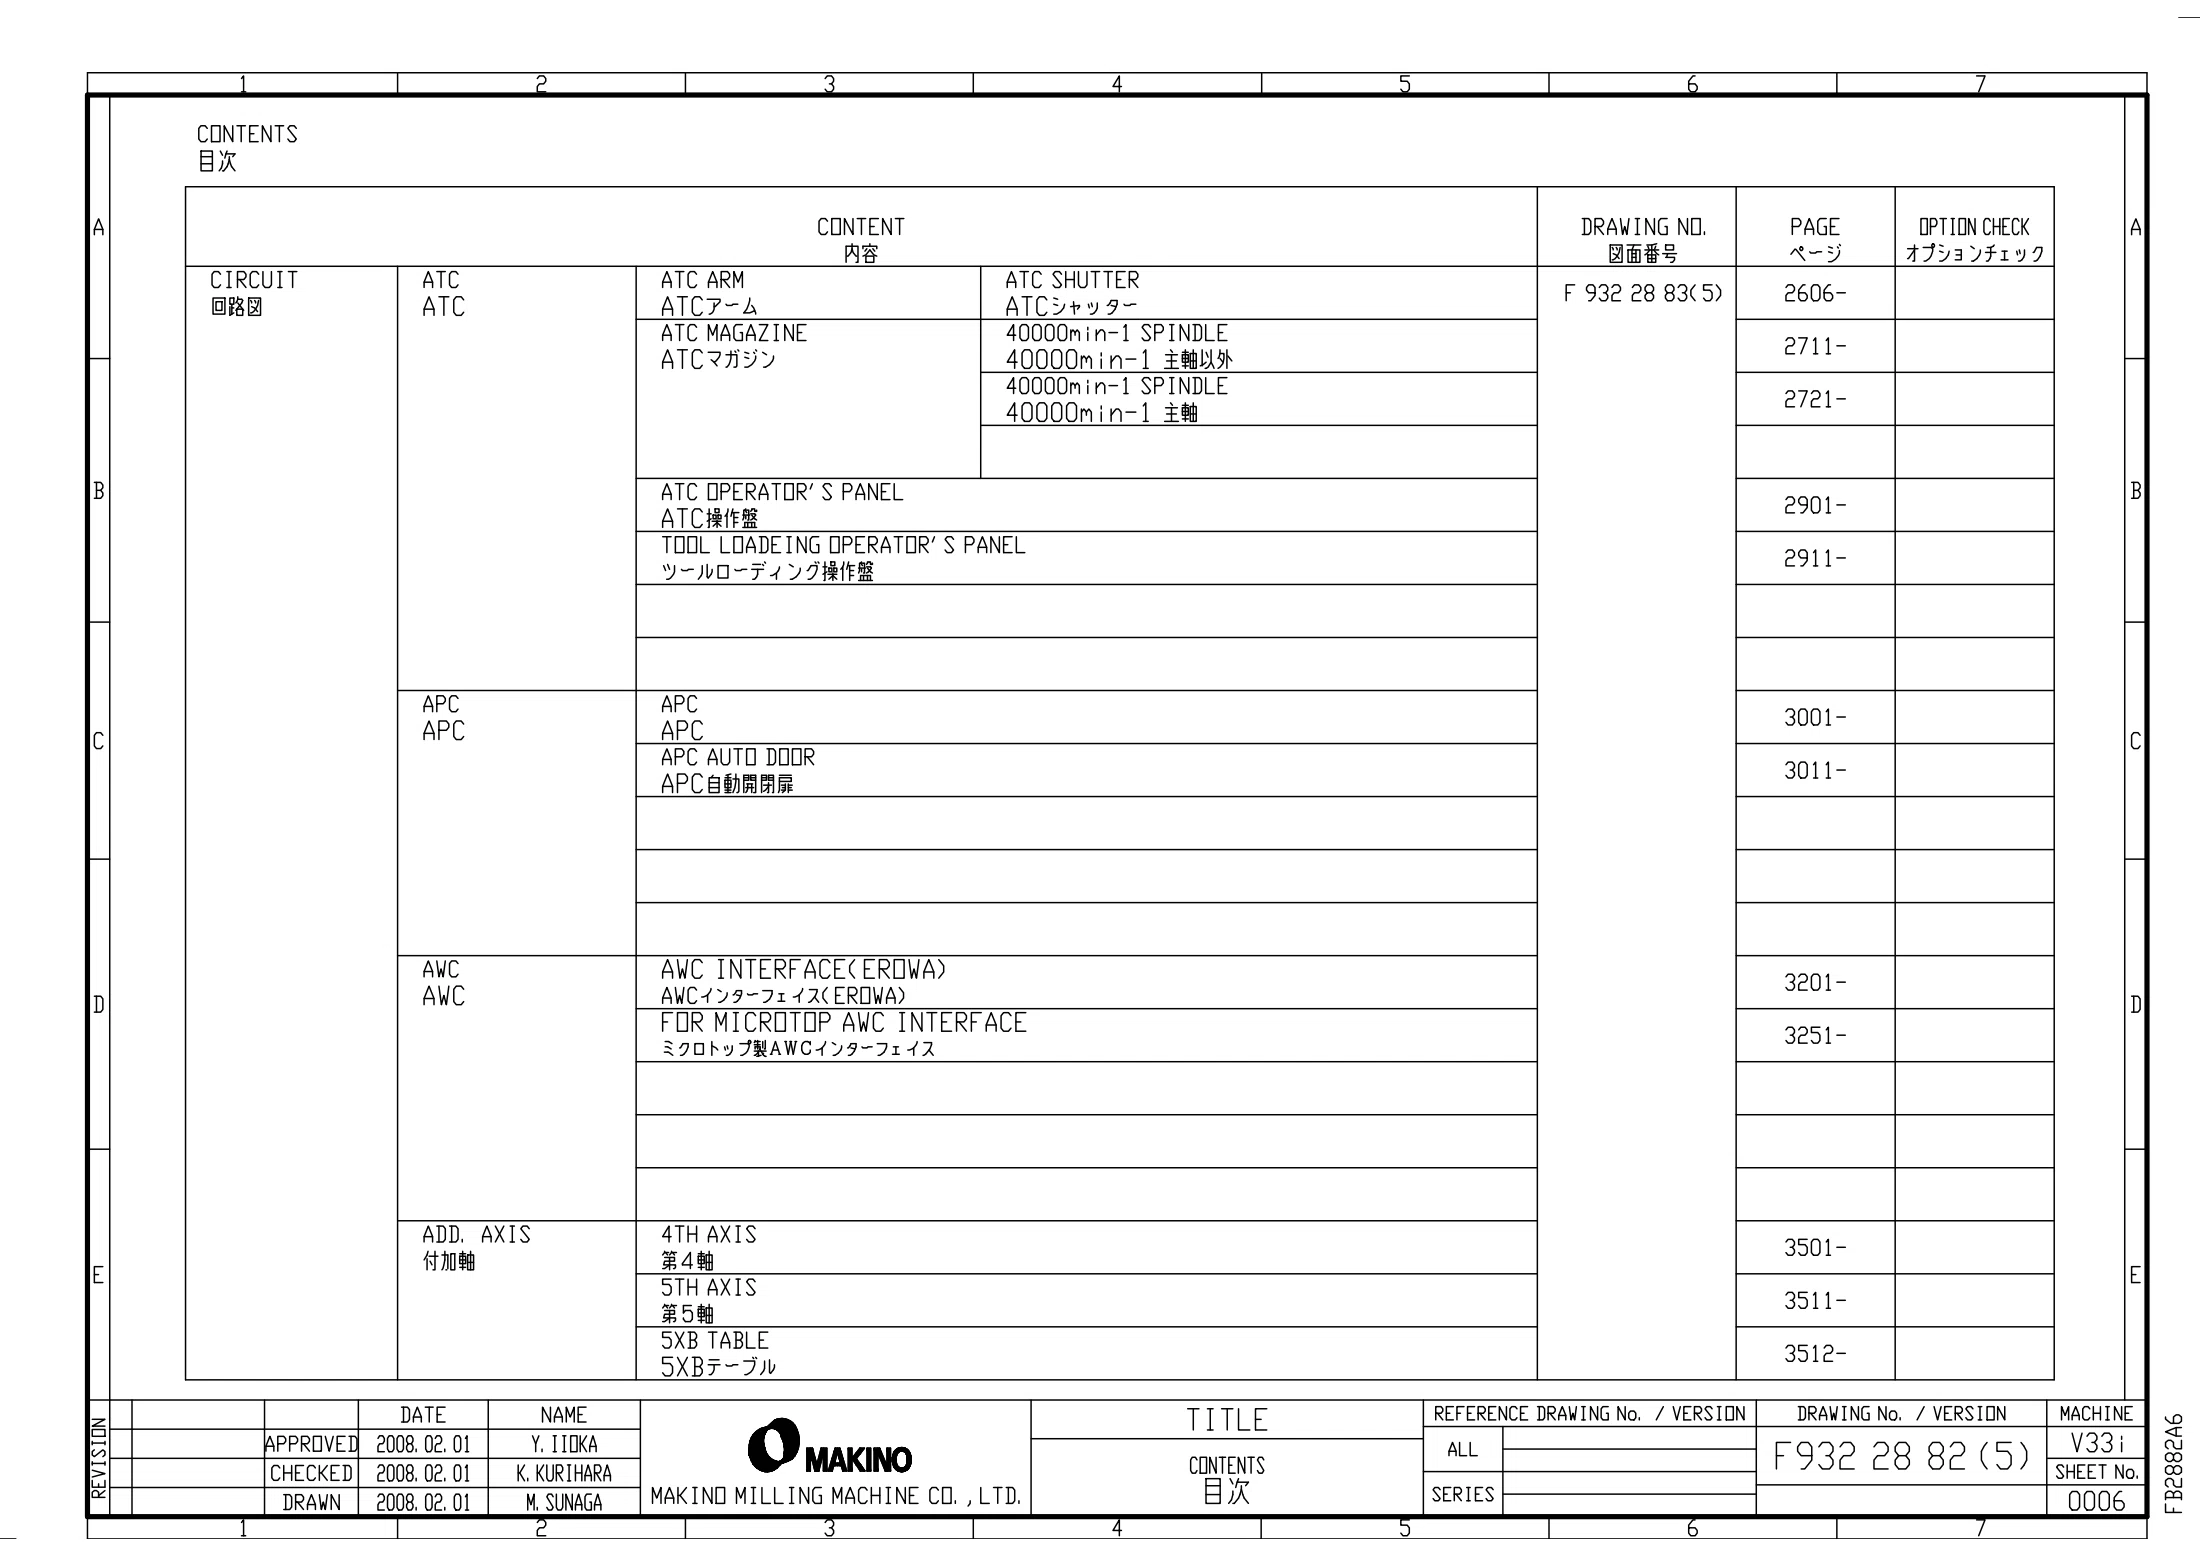 1 2 3 4 5 6 7
CONTENTS
目次
CONTENT DRAWING NO. PAGE OPTION CHECK
内容 図面番号 ページ オプションチェック
A A
CIRCUIT ATC ATC ARM ATC SHUTTER
回路図 ATC ATCアーム ATCシャッター
F 932 28 83(5) 2606-
ATC MAGAZINE 40000min-1 SPINDLE
ATCマガジン 40000min-1 主軸以外
2711-
40000min-1 SPINDLE
40000min-1 主軸
2721-
B B
ATC OPERATOR'S PANEL
ATC操作盤
2901-
TOOL LOADEING OPERATOR'S PANEL
ツールローディング操作盤
2911-
APC APC
APC APC
3001-
C C
APC AUTO DOOR
APC自動開閉扉
3011-
AWC AWC INTERFACE(EROWA)
AWC AWCインターフェイス(EROWA)
3201-
D D
FOR MICROTOP AWC INTERFACE
ミクロトップ製AWCインターフェイス
3251-
ADD. AXIS 4TH AXIS
付加軸 第4軸
3501-
E E
5TH AXIS
第5軸
3511-
5XB TABLE
5XBテーブル
3512-
REVISION
DATE NAME
APPROVED 2008.02.01 Y. IIOKA
CHECKED 2008.02.01 K. KURIHARA
DRAWN 2008.02.01 M. SUNAGA
MAKINO
MAKINO MILLING MACHINE CO.,LTD.
TITLE
CONTENTS
目次
REFERENCE DRAWING No. / VERSION
ALL
SERIES
DRAWING No. / VERSION
F932 28 82(5)
MACHINE
V33i
SHEET No.
0006
FB2882A6
1 2 3 4 5 6 7